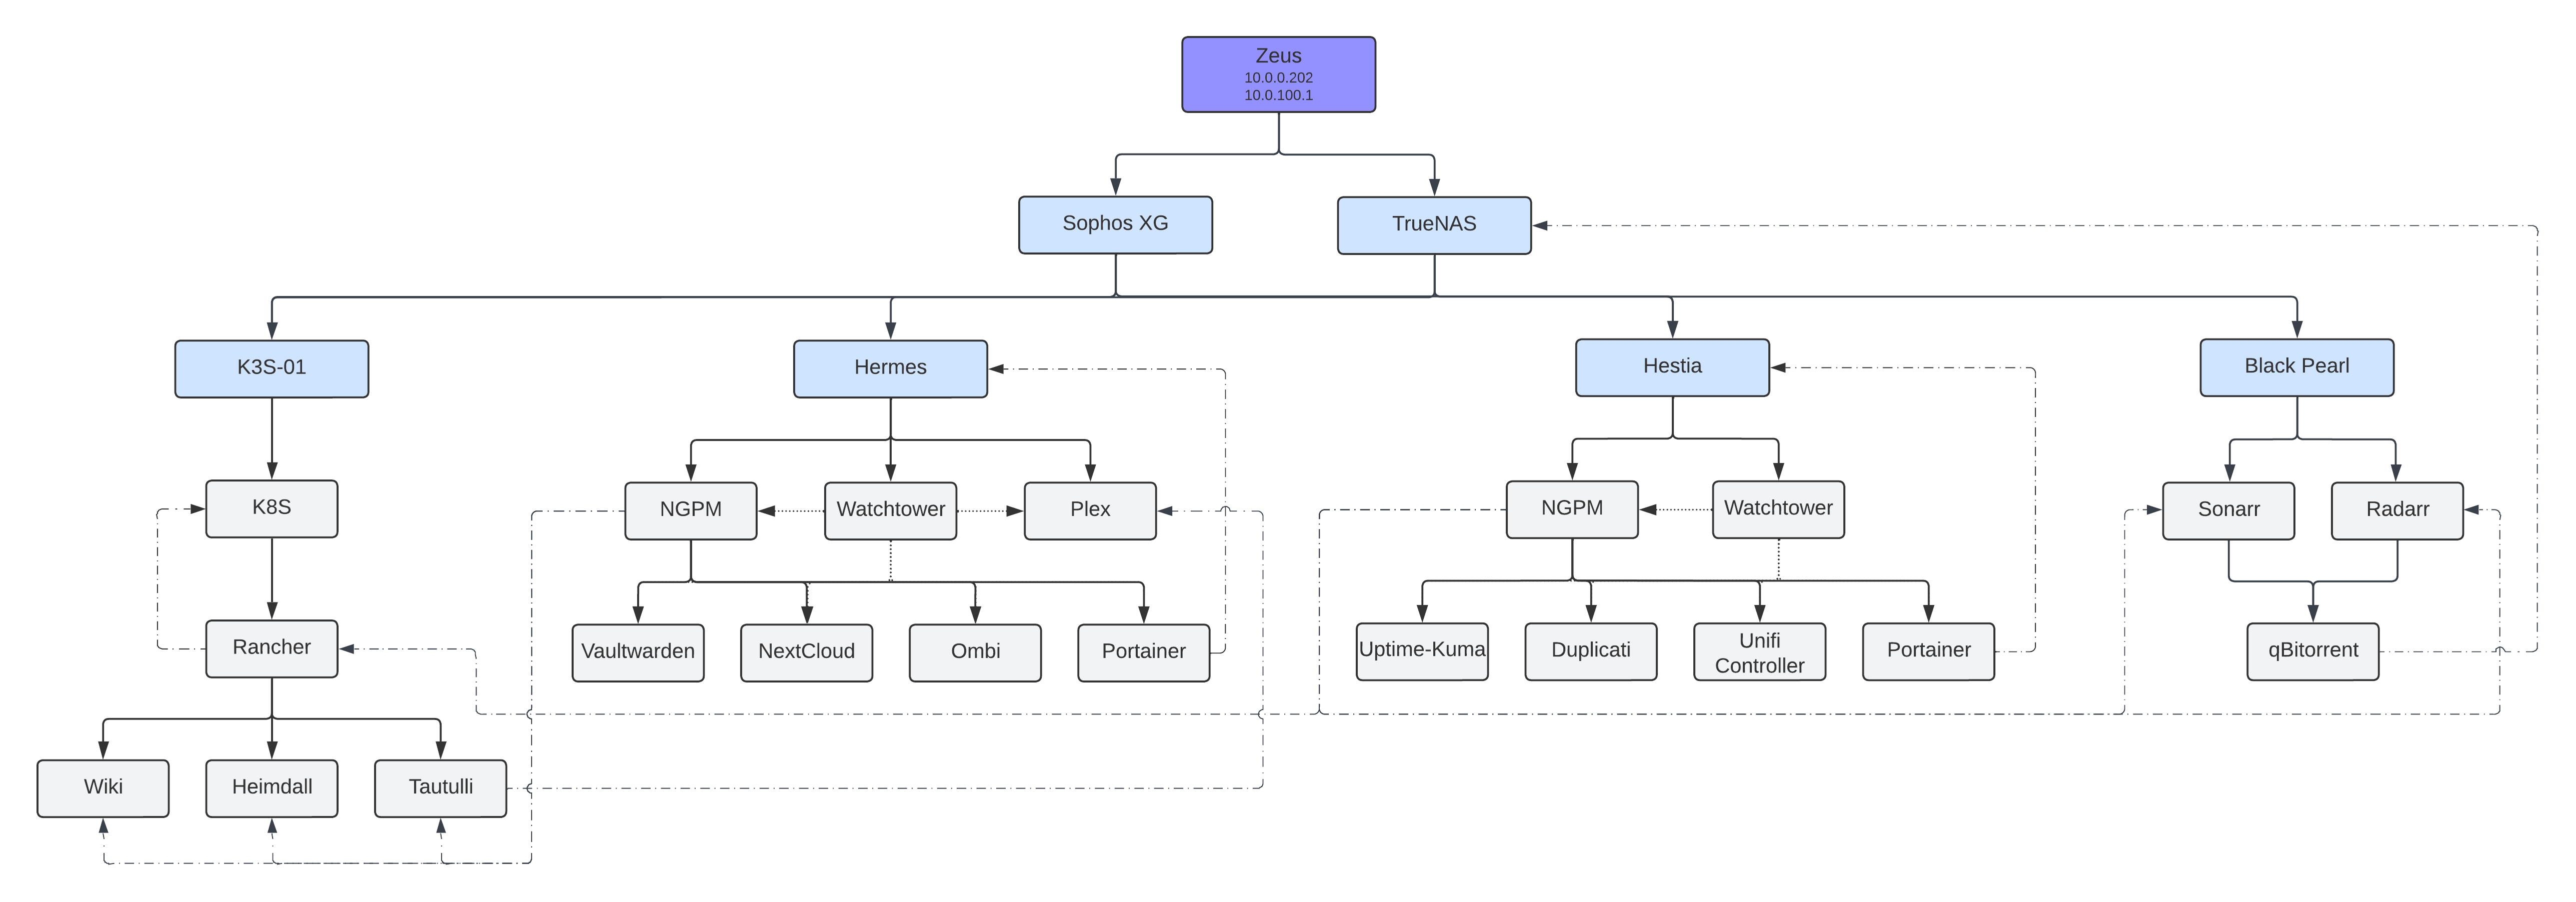 Zeus
10.0.0.202
10.0.100.1
Sophos XG
TrueNAS
K3S-01
Hermes
Hestia
Black Pearl
K8S
NGPM
Watchtower
Plex
NGPM
Watchtower
Sonarr
Radarr
Rancher
Vaultwarden
NextCloud
Ombi
Portainer
Uptime-Kuma
Duplicati
Unifi
Controller
Portainer
qBitorrent
Wiki
Heimdall
Tautulli